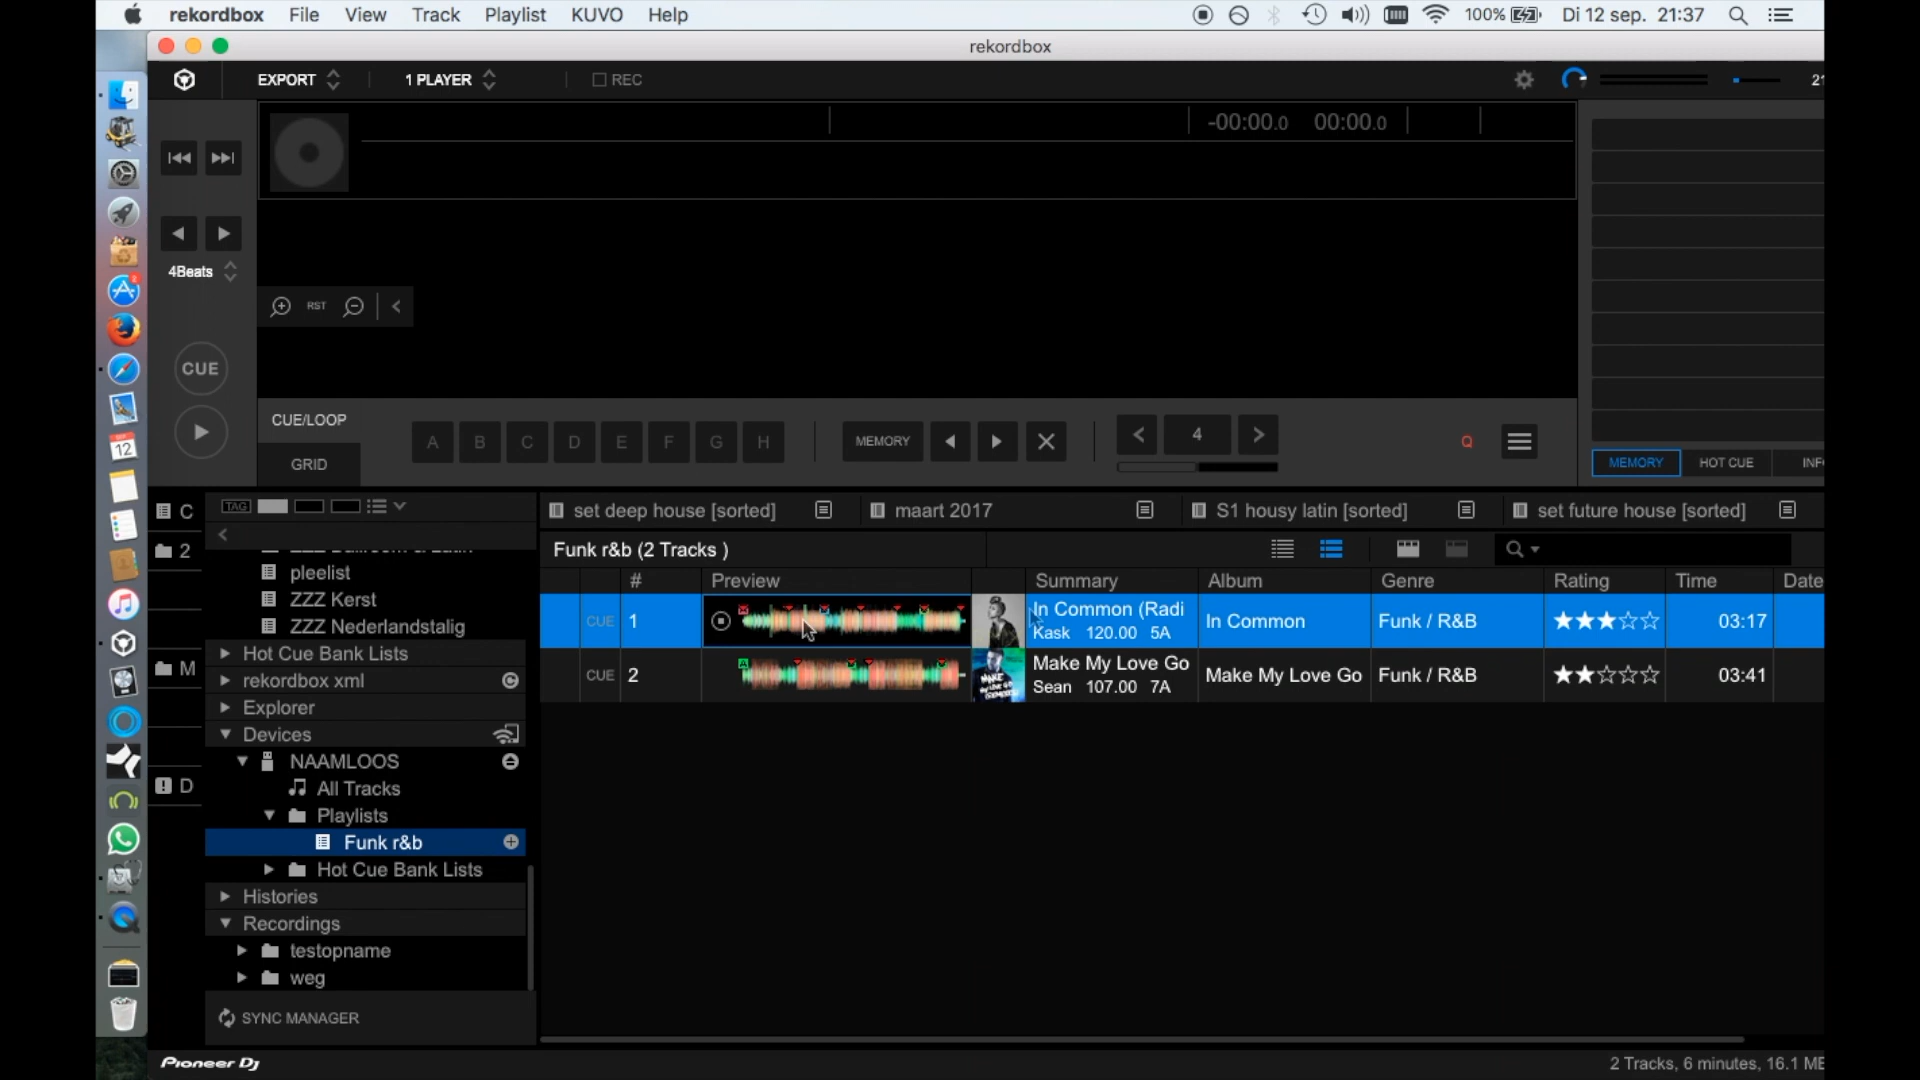 rekordbox File View Track Playlist KUVO Help 100% Di 12 sep. 21:37
rekordbox
EXPORT 1 PLAYER REC 21
-00:00.0 00:00.0
4Beats
RST
CUE
CUE/LOOP
GRID
A B C D E F G H MEMORY 4 Q
MEMORY HOT CUE INF
C TAG
2
M
D
pleelist
ZZZ Kerst
ZZZ Nederlandstalig
Hot Cue Bank Lists
rekordbox xml
Explorer
Devices
NAAMLOOS
All Tracks
Playlists
Funk r&b
Hot Cue Bank Lists
Histories
Recordings
testopname
weg
SYNC MANAGER
set deep house [sorted] maart 2017 S1 housy latin [sorted] set future house [sorted]
Funk r&b (2 Tracks )
# Preview Summary Album Genre Rating Time Date
CUE 1 In Common (Radi In Common Funk / R&B 03:17
Kask 120.00 5A
CUE 2 Make My Love Go Make My Love Go Funk / R&B 03:41
Sean 107.00 7A
Pioneer Dj 2 Tracks, 6 minutes, 16.1 ME